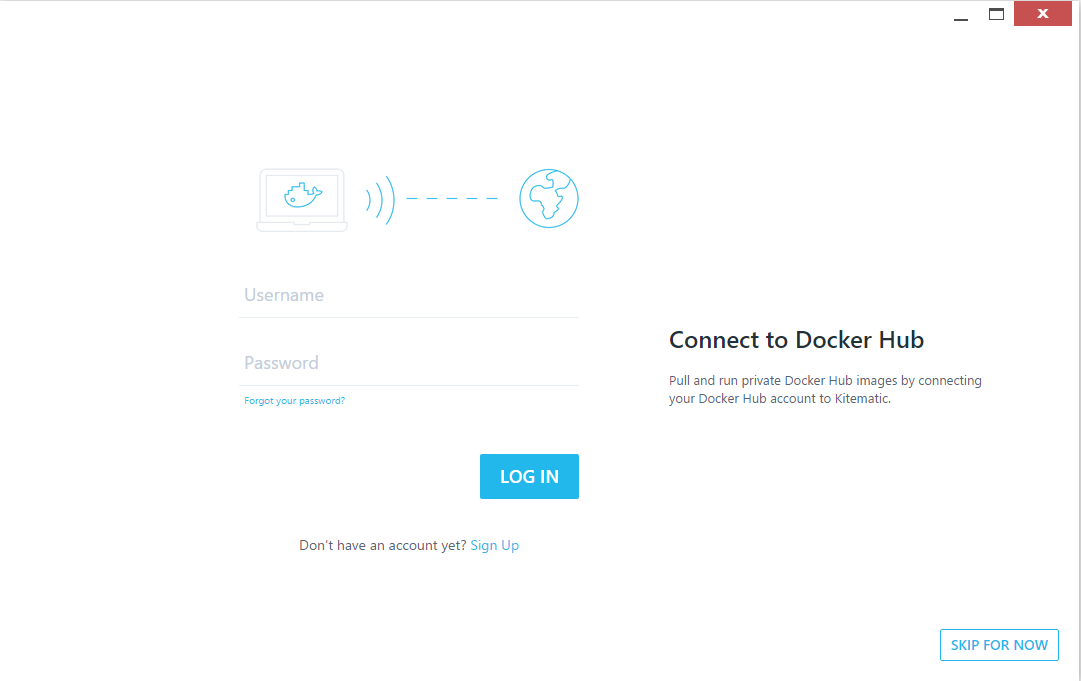 Username
Password
Forgot your password?
LOG IN
Don't have an account yet? Sign Up
Connect to Docker Hub
Pull and run private Docker Hub images by connecting
your Docker Hub account to Kitematic.
SKIP FOR NOW